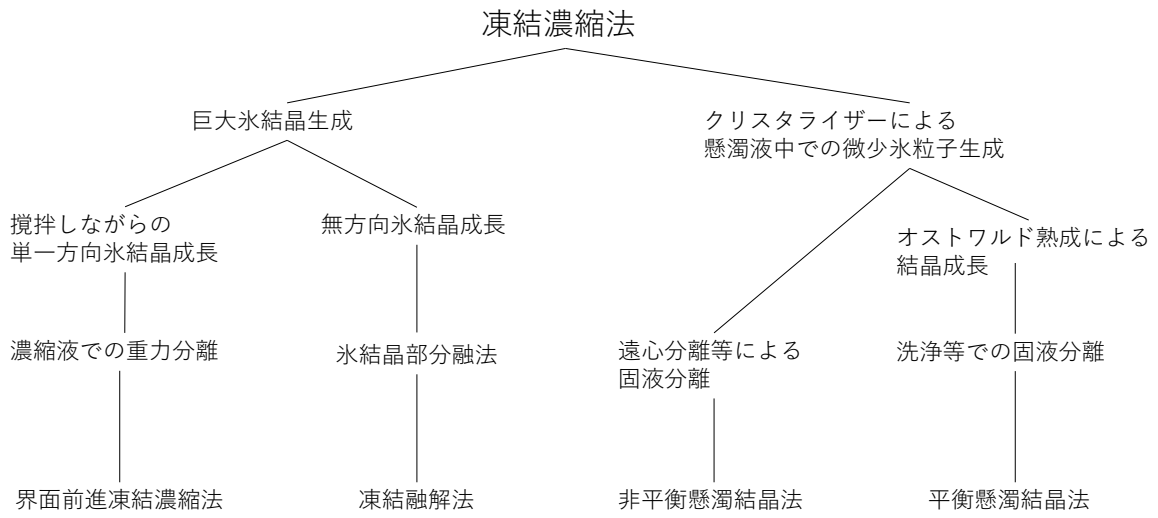 凍結濃縮法
巨大氷結晶生成
クリスタライザーによる
懸濁液中での微少氷粒子生成
撹拌しながらの
単一方向氷結晶成長
無方向氷結晶成長
オストワルド熟成による
結晶成長
濃縮液での重力分離
氷結晶部分融法
遠心分離等による
固液分離
洗浄等での固液分離
界面前進凍結濃縮法
凍結融解法
非平衡懸濁結晶法
平衡懸濁結晶法